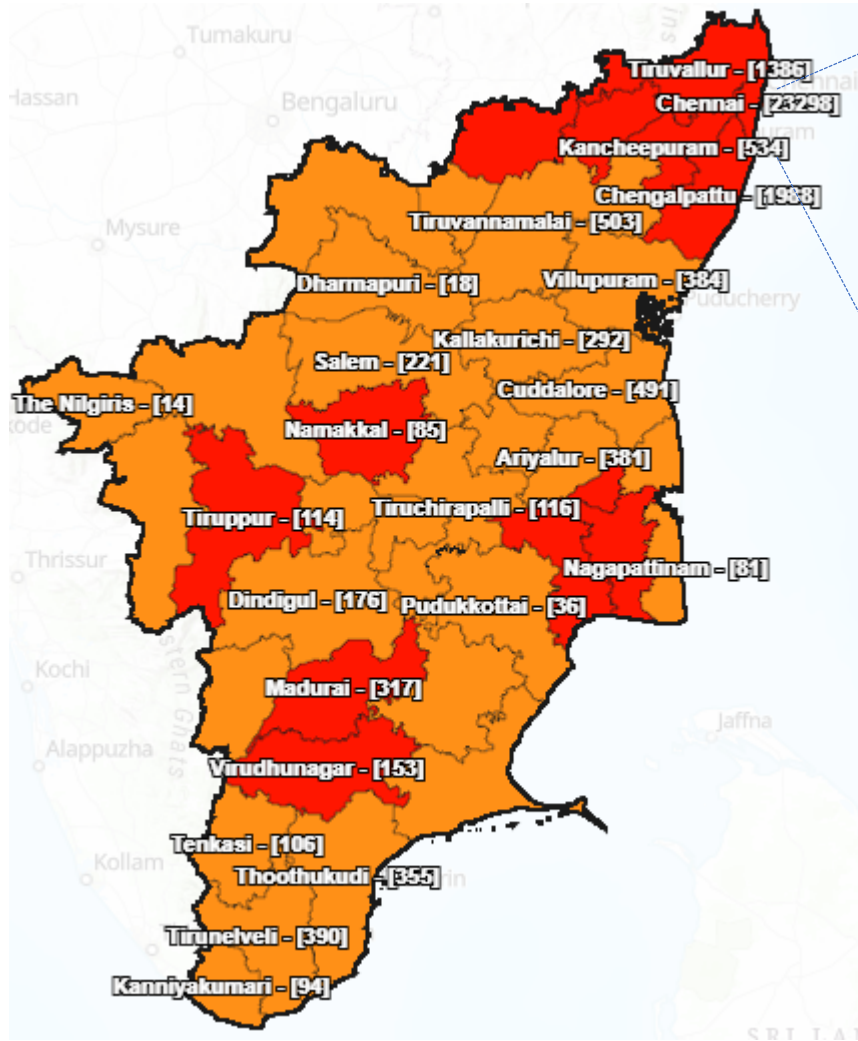 Tumakuru
Hassan
Bengaluru
Tiruvallur - [1386]
Chennai - [23298]
Kancheepuram - [534]
Chengalpattu - [1988]
Mysure
Tiruvannamalai - [503]
Dharmapuri - [18]
Villupuram - [384]
Puducherry
Kallakurichi - [292]
Salem - [221]
Cuddalore - [491]
The Nilgiris - [14]
Namakkal - [85]
Ariyalur - [381]
Tiruppur - [114]
Tiruchirapalli - [116]
Thrissur
Nagapattinam - [81]
Dindigul - [176]
Pudukkottai - [36]
Kochi
Madurai - [317]
Jaffna
Alappuzha
Virudhunagar - [153]
Tenkasi - [106]
Kollam
Thoothukudi - [355]
Tirunelveli - [390]
Kanniyakumari - [94]
SRI LA